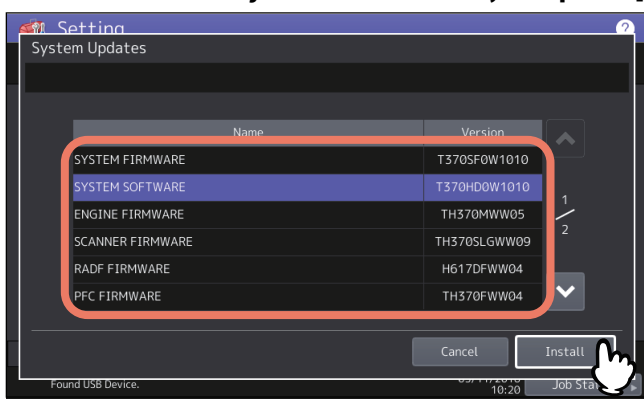 Setting
?
System Updates
Name Version
SYSTEM FIRMWARE T370SF0W1010
SYSTEM SOFTWARE T370HD0W1010
ENGINE FIRMWARE TH370MWW05
SCANNER FIRMWARE TH370SLGWW09
RADF FIRMWARE H617DFWW04
PFC FIRMWARE TH370FWW04
1
2
Cancel Install
Found USB Device.
10:20
Job